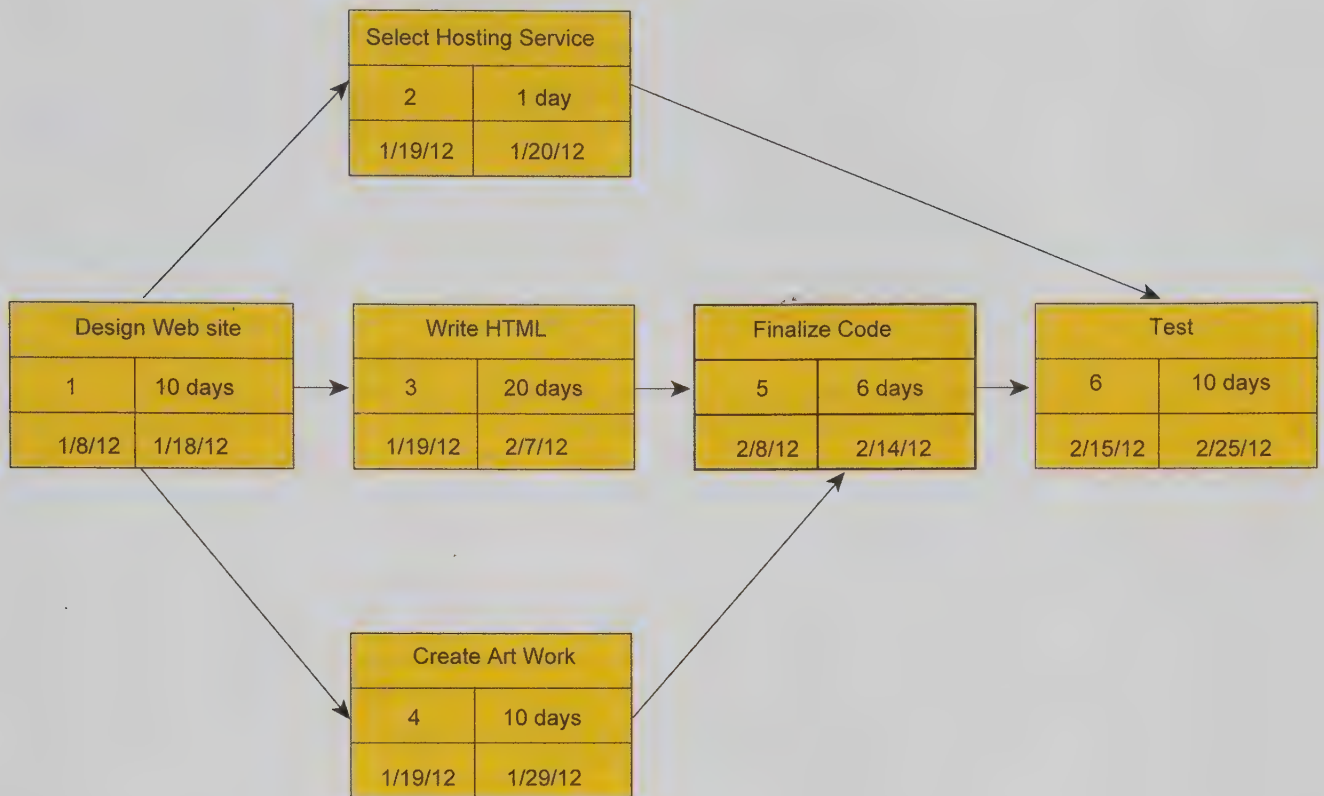 Select Hosting Service
2 1 day
1/19/12 1/20/12
Design Web site
1 10 days
1/8/12 1/18/12
Write HTML
3 20 days
1/19/12 2/7/12
Finalize Code
5 6 days
2/8/12 2/14/12
Test
6 10 days
2/15/12 2/25/12
Create Art Work
4 10 days
1/19/12 1/29/12